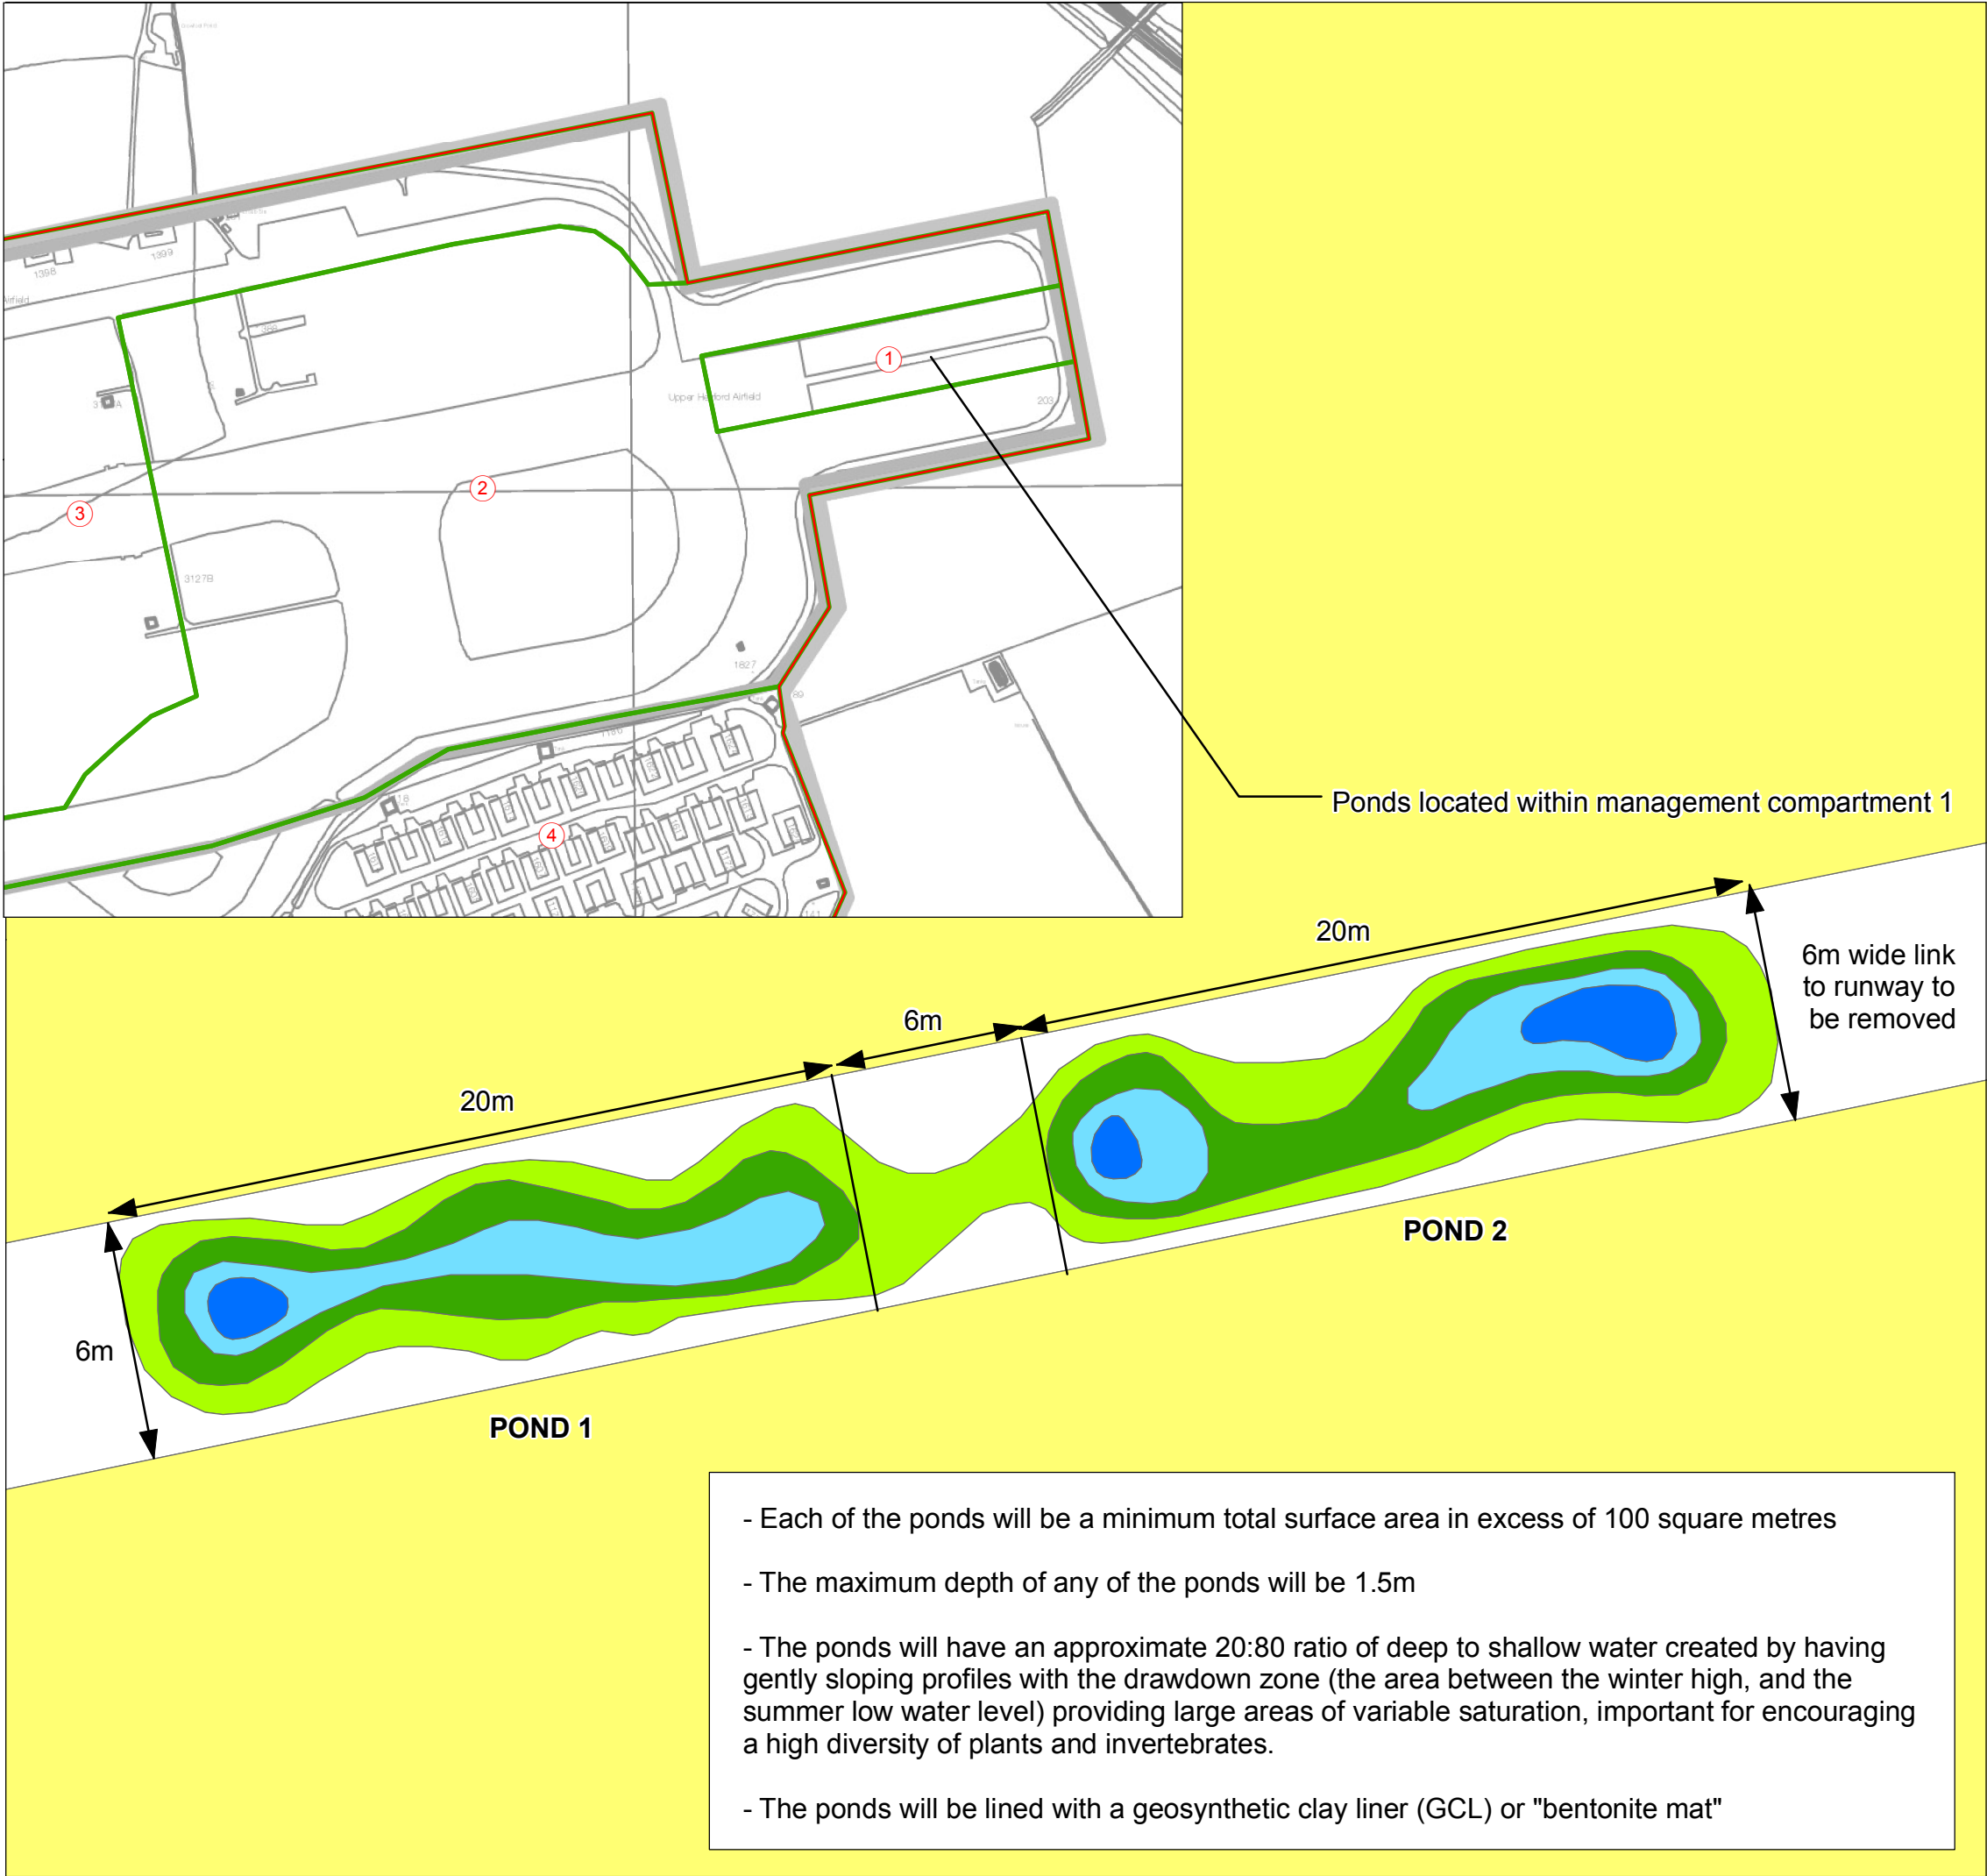 1398
1399
Airfield
388
1
Upper Heyford Airfield
203
2
3
3127B
1827
89
4
Ponds located within management compartment 1
20m
6m wide link
to runway to
be removed
6m
20m
POND 2
6m
POND 1
- Each of the ponds will be a minimum total surface area in excess of 100 square metres
- The maximum depth of any of the ponds will be 1.5m
- The ponds will have an approximate 20:80 ratio of deep to shallow water created by having
gently sloping profiles with the drawdown zone (the area between the winter high, and the
summer low water level) providing large areas of variable saturation, important for encouraging
a high diversity of plants and invertebrates.
- The ponds will be lined with a geosynthetic clay liner (GCL) or "bentonite mat"